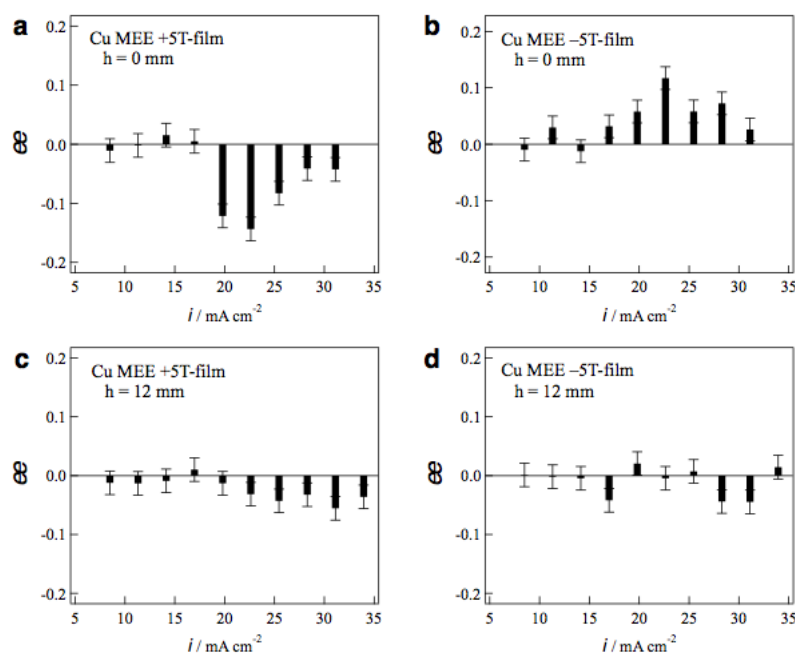 a
Cu MEE +5T-film
h = 0 mm
ee
0.2
0.1
0.0
-0.1
-0.2
5 10 15 20 25 30 35
i / mA cm-2
b
Cu MEE –5T-film
h = 0 mm
ee
0.2
0.1
0.0
-0.1
-0.2
5 10 15 20 25 30 35
i / mA cm-2
c
Cu MEE +5T-film
h = 12 mm
ee
0.2
0.1
0.0
-0.1
-0.2
5 10 15 20 25 30 35
i / mA cm-2
d
Cu MEE –5T-film
h = 12 mm
ee
0.2
0.1
0.0
-0.1
-0.2
5 10 15 20 25 30 35
i / mA cm-2